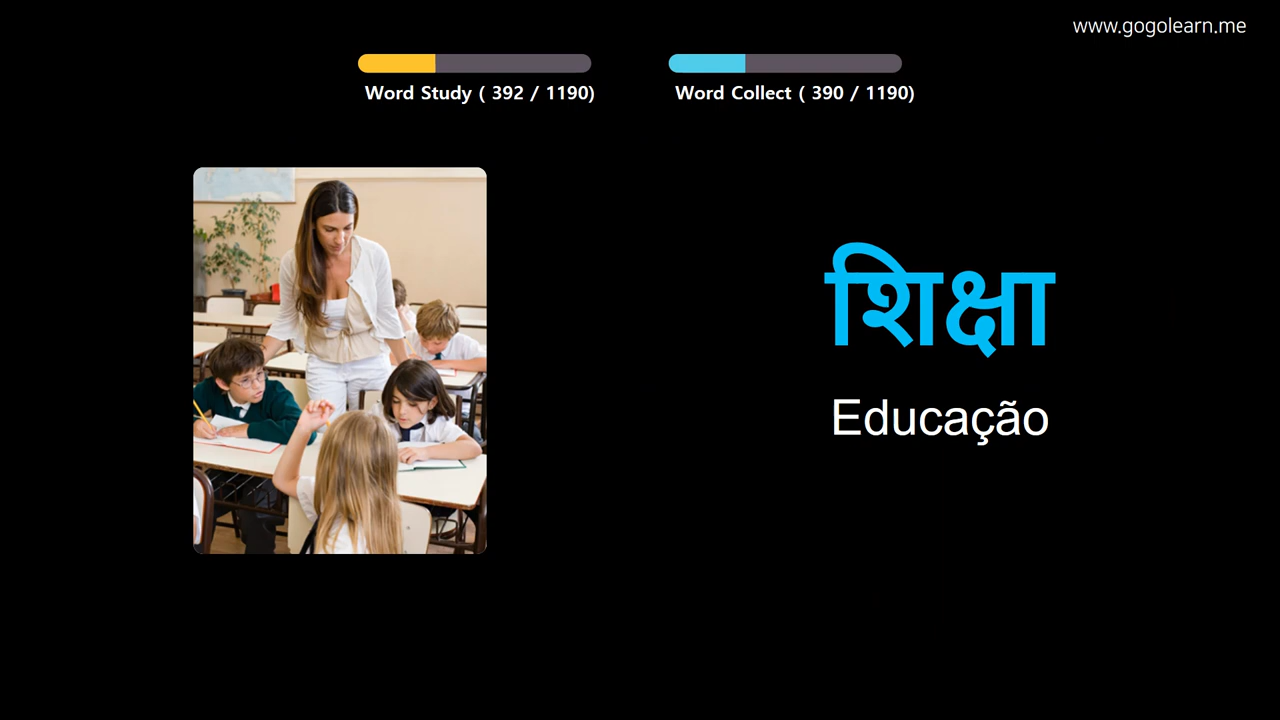 www.gogolearn.me
Word Study ( 392 / 1190)
Word Collect ( 390 / 1190)
शिक्षा
Educação